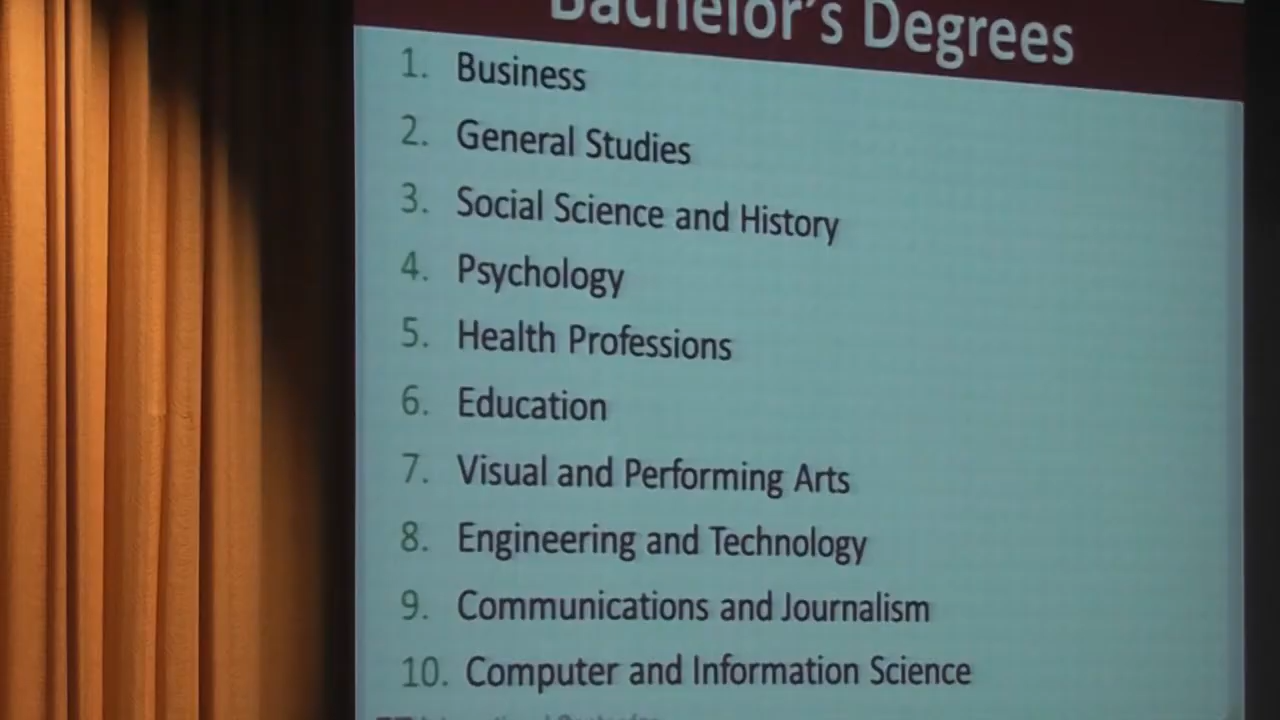 Bachelor's Degrees
1. Business
2. General Studies
3. Social Science and History
4. Psychology
5. Health Professions
6. Education
7. Visual and Performing Arts
8. Engineering and Technology
9. Communications and Journalism
10. Computer and Information Science